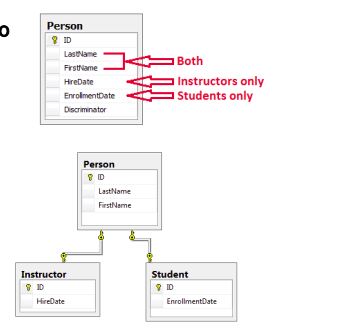 o
Person
ID
LastName
FirstName
Both
HireDate
Instructors only
EnrollmentDate
Students only
Discriminator
Person
ID
LastName
FirstName
Instructor
ID
HireDate
Student
ID
EnrollmentDate